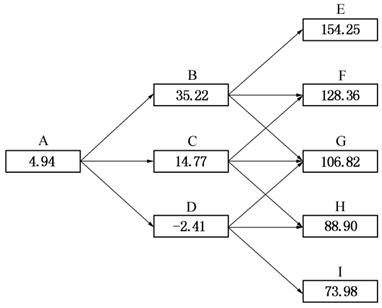 E
154.25
B
F
35.22
128.36
A
C
G
4.94
14.77
106.82
D
H
-2.41
88.90
I
73.98